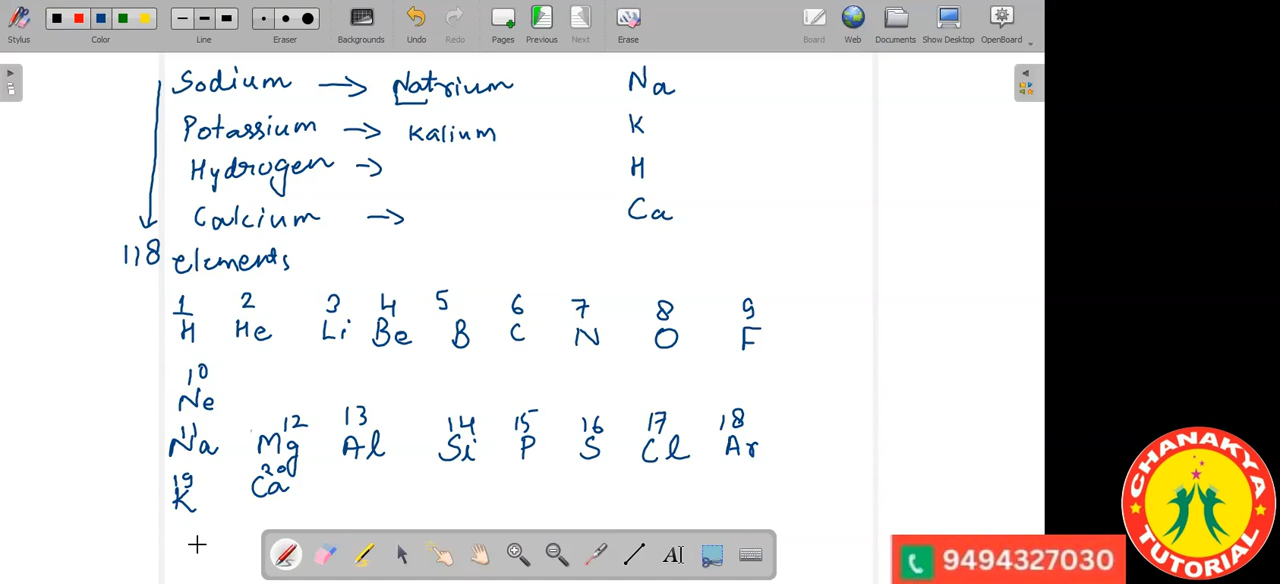 Stylus Color Line Eraser Backgrounds Undo Redo Pages Previous Next Erase Board Web Documents Show Desktop OpenBoard
Sodium → Natrium Na
Potassium → Kalium K
Hydrogen → H
Calcium → Ca
118 elements
1 2 3 4 5 6 7 8 9
H He Li Be B C N O F
10
Ne
11 12 13 14 15 16 17 18
Na Mg Al Si P S Cl Ar
19 20
K Ca
CHANAKYA
TUTORIAL
9494327030